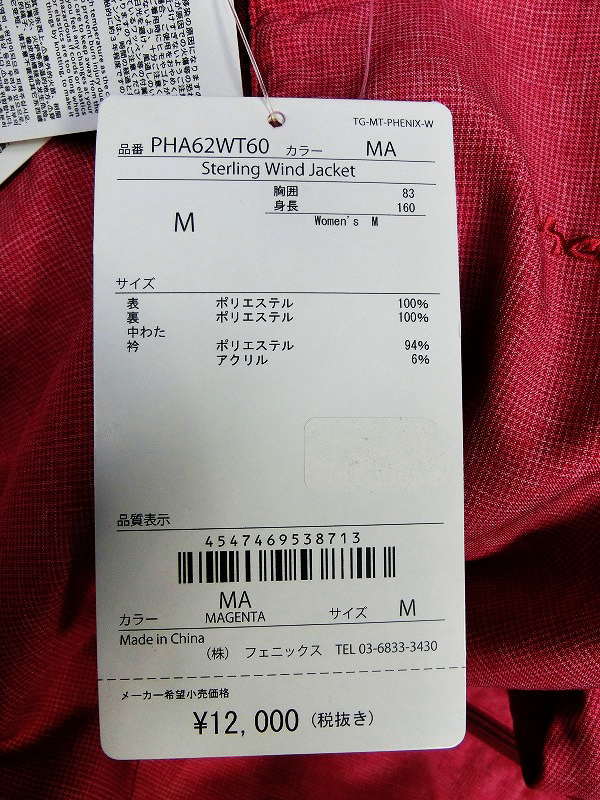 TG-MT-PHENIX-W
品番 PHA62WT60 カラー MA
Sterling Wind Jacket
M
胸囲 83
身長 160
Women's M
サイズ
表 ポリエステル 100%
裏 ポリエステル 100%
中わた
衿 ポリエステル 94%
アクリル 6%
品質表示
4547469538713
カラー MA MAGENTA サイズ M
Made in China
（株） フェニックス TEL 03-6833-3430
メーカー希望小売価格
¥12,000（税抜き）